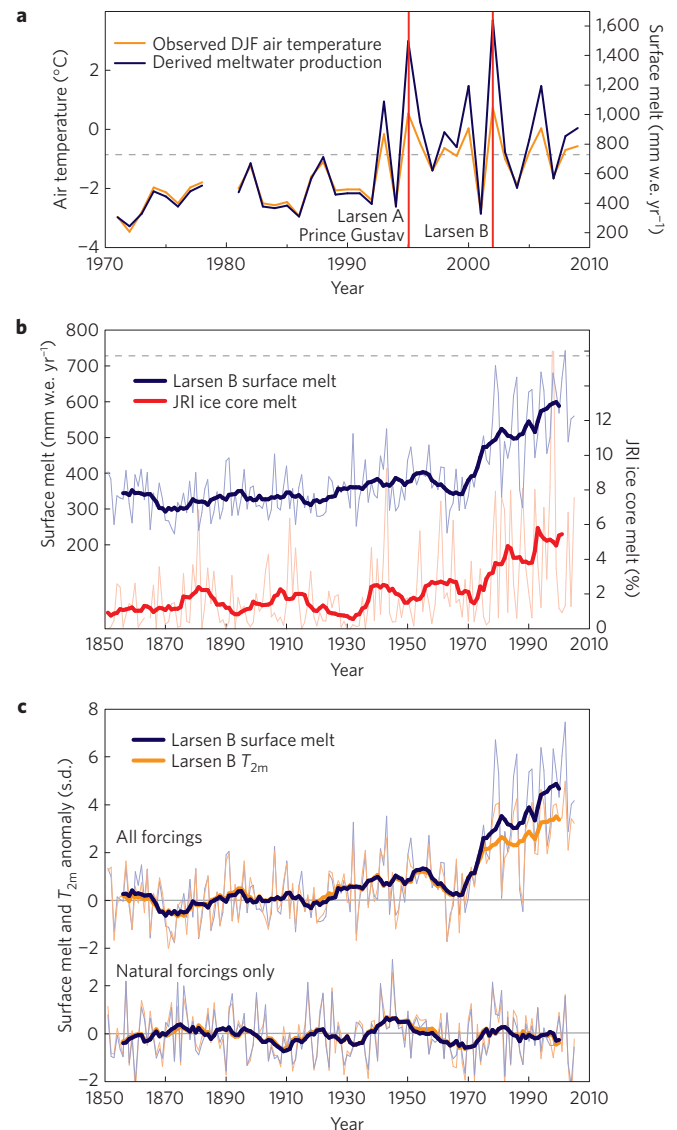 a
Observed DJF air temperature
Derived meltwater production
Air temperature (°C)
2
0
−2
−4
1,600
1,400
1,200
1,000
800
600
400
200
Surface melt (mm w.e. yr⁻¹)
Larsen A
Prince Gustav
Larsen B
1970
1980
1990
2000
2010
Year
b
Larsen B surface melt
JRI ice core melt
Surface melt (mm w.e. yr⁻¹)
800
700
600
500
400
300
200
12
10
8
6
4
2
0
JRI ice core melt (%)
1850
1870
1890
1910
1930
1950
1970
1990
2010
Year
c
Larsen B surface melt
Larsen B T₂ₘ
Surface melt and T₂ₘ anomaly (s.d.)
8
6
4
2
0
−2
All forcings
Natural forcings only
2
0
−2
1850
1870
1890
1910
1930
1950
1970
1990
2010
Year